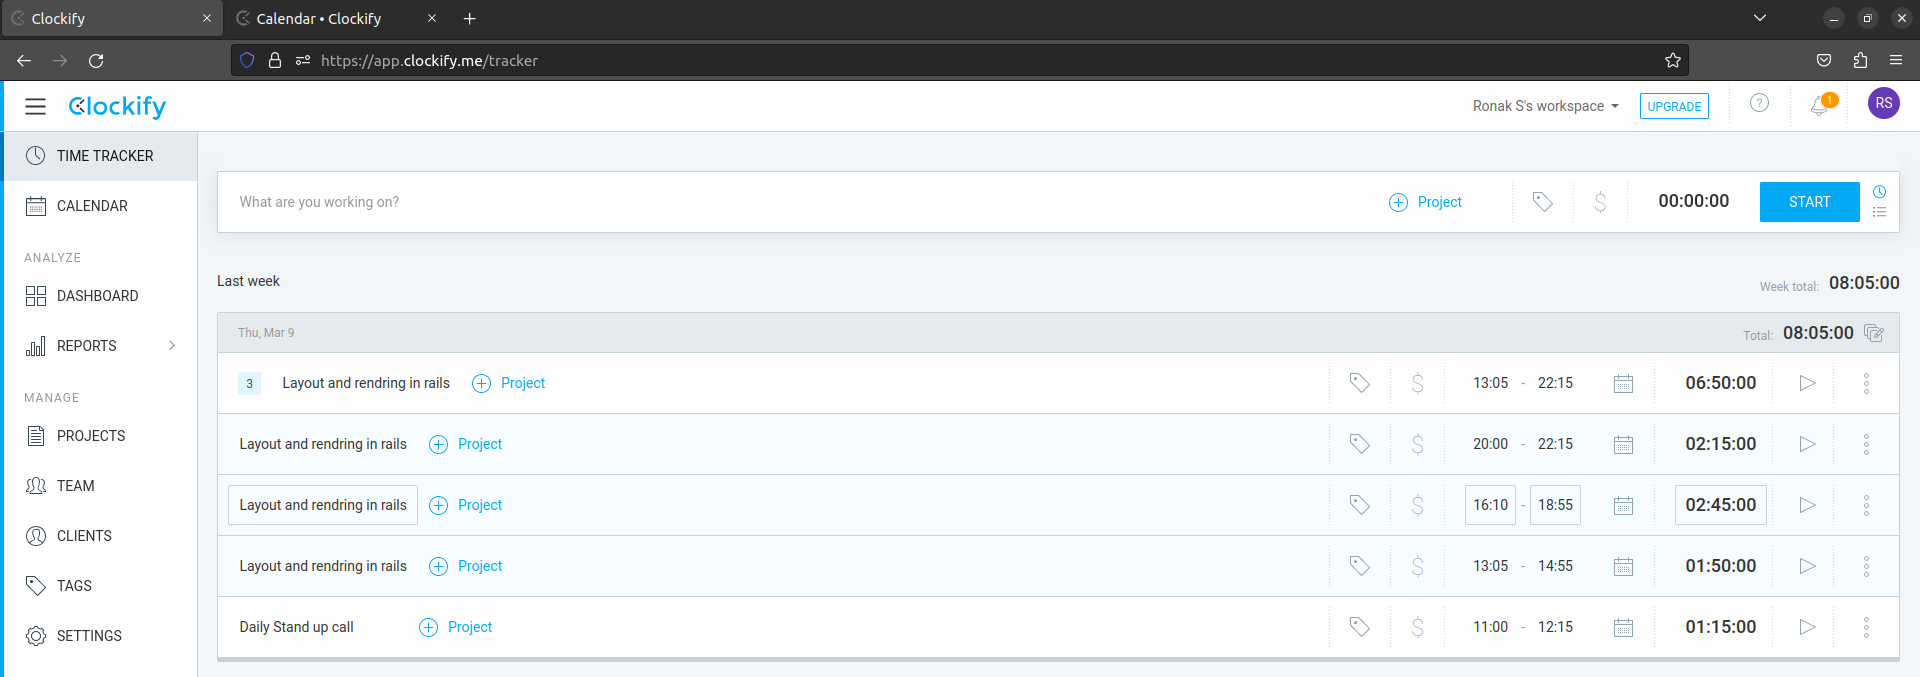 Clockify
Calendar • Clockify
https://app.clockify.me/tracker
Clockify
Ronak S's workspace
UPGRADE
?
1
RS
TIME TRACKER
CALENDAR
ANALYZE
DASHBOARD
REPORTS
MANAGE
PROJECTS
TEAM
CLIENTS
TAGS
SETTINGS
What are you working on? Project $ 00:00:00 START
Last week Week total: 08:05:00
Thu, Mar 9 Total: 08:05:00
3 Layout and rendring in rails Project $ 13:05 - 22:15 06:50:00
Layout and rendring in rails Project $ 20:00 - 22:15 02:15:00
Layout and rendring in rails Project $ 16:10 - 18:55 02:45:00
Layout and rendring in rails Project $ 13:05 - 14:55 01:50:00
Daily Stand up call Project $ 11:00 - 12:15 01:15:00